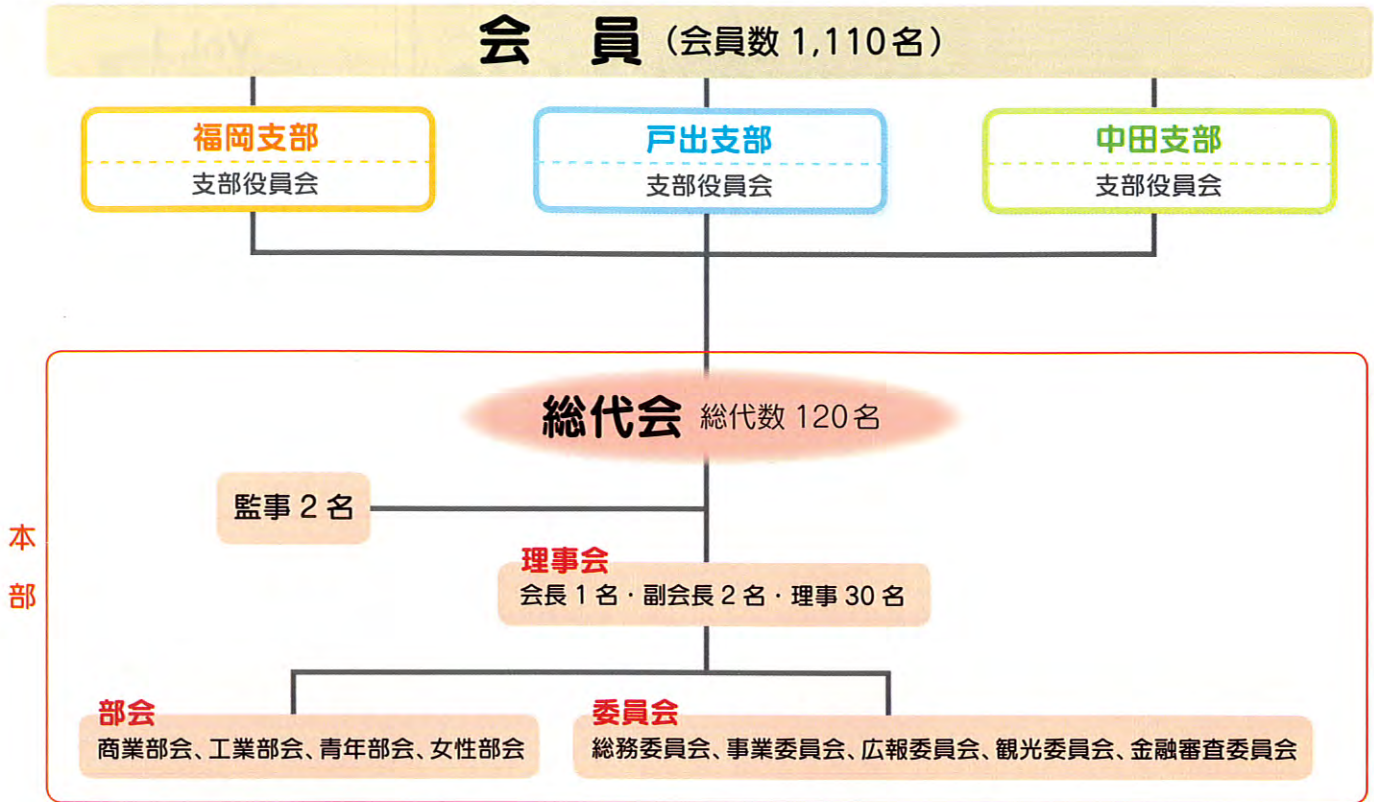 会 員 (会員数 1,110名)
福岡支部
支部役員会
戸出支部
支部役員会
中田支部
支部役員会
本部
総代会 総代数 120名
監事 2 名
理事会
会長 1 名・副会長 2 名・理事 30 名
部会
商業部会、工業部会、青年部会、女性部会
委員会
総務委員会、事業委員会、広報委員会、観光委員会、金融審査委員会